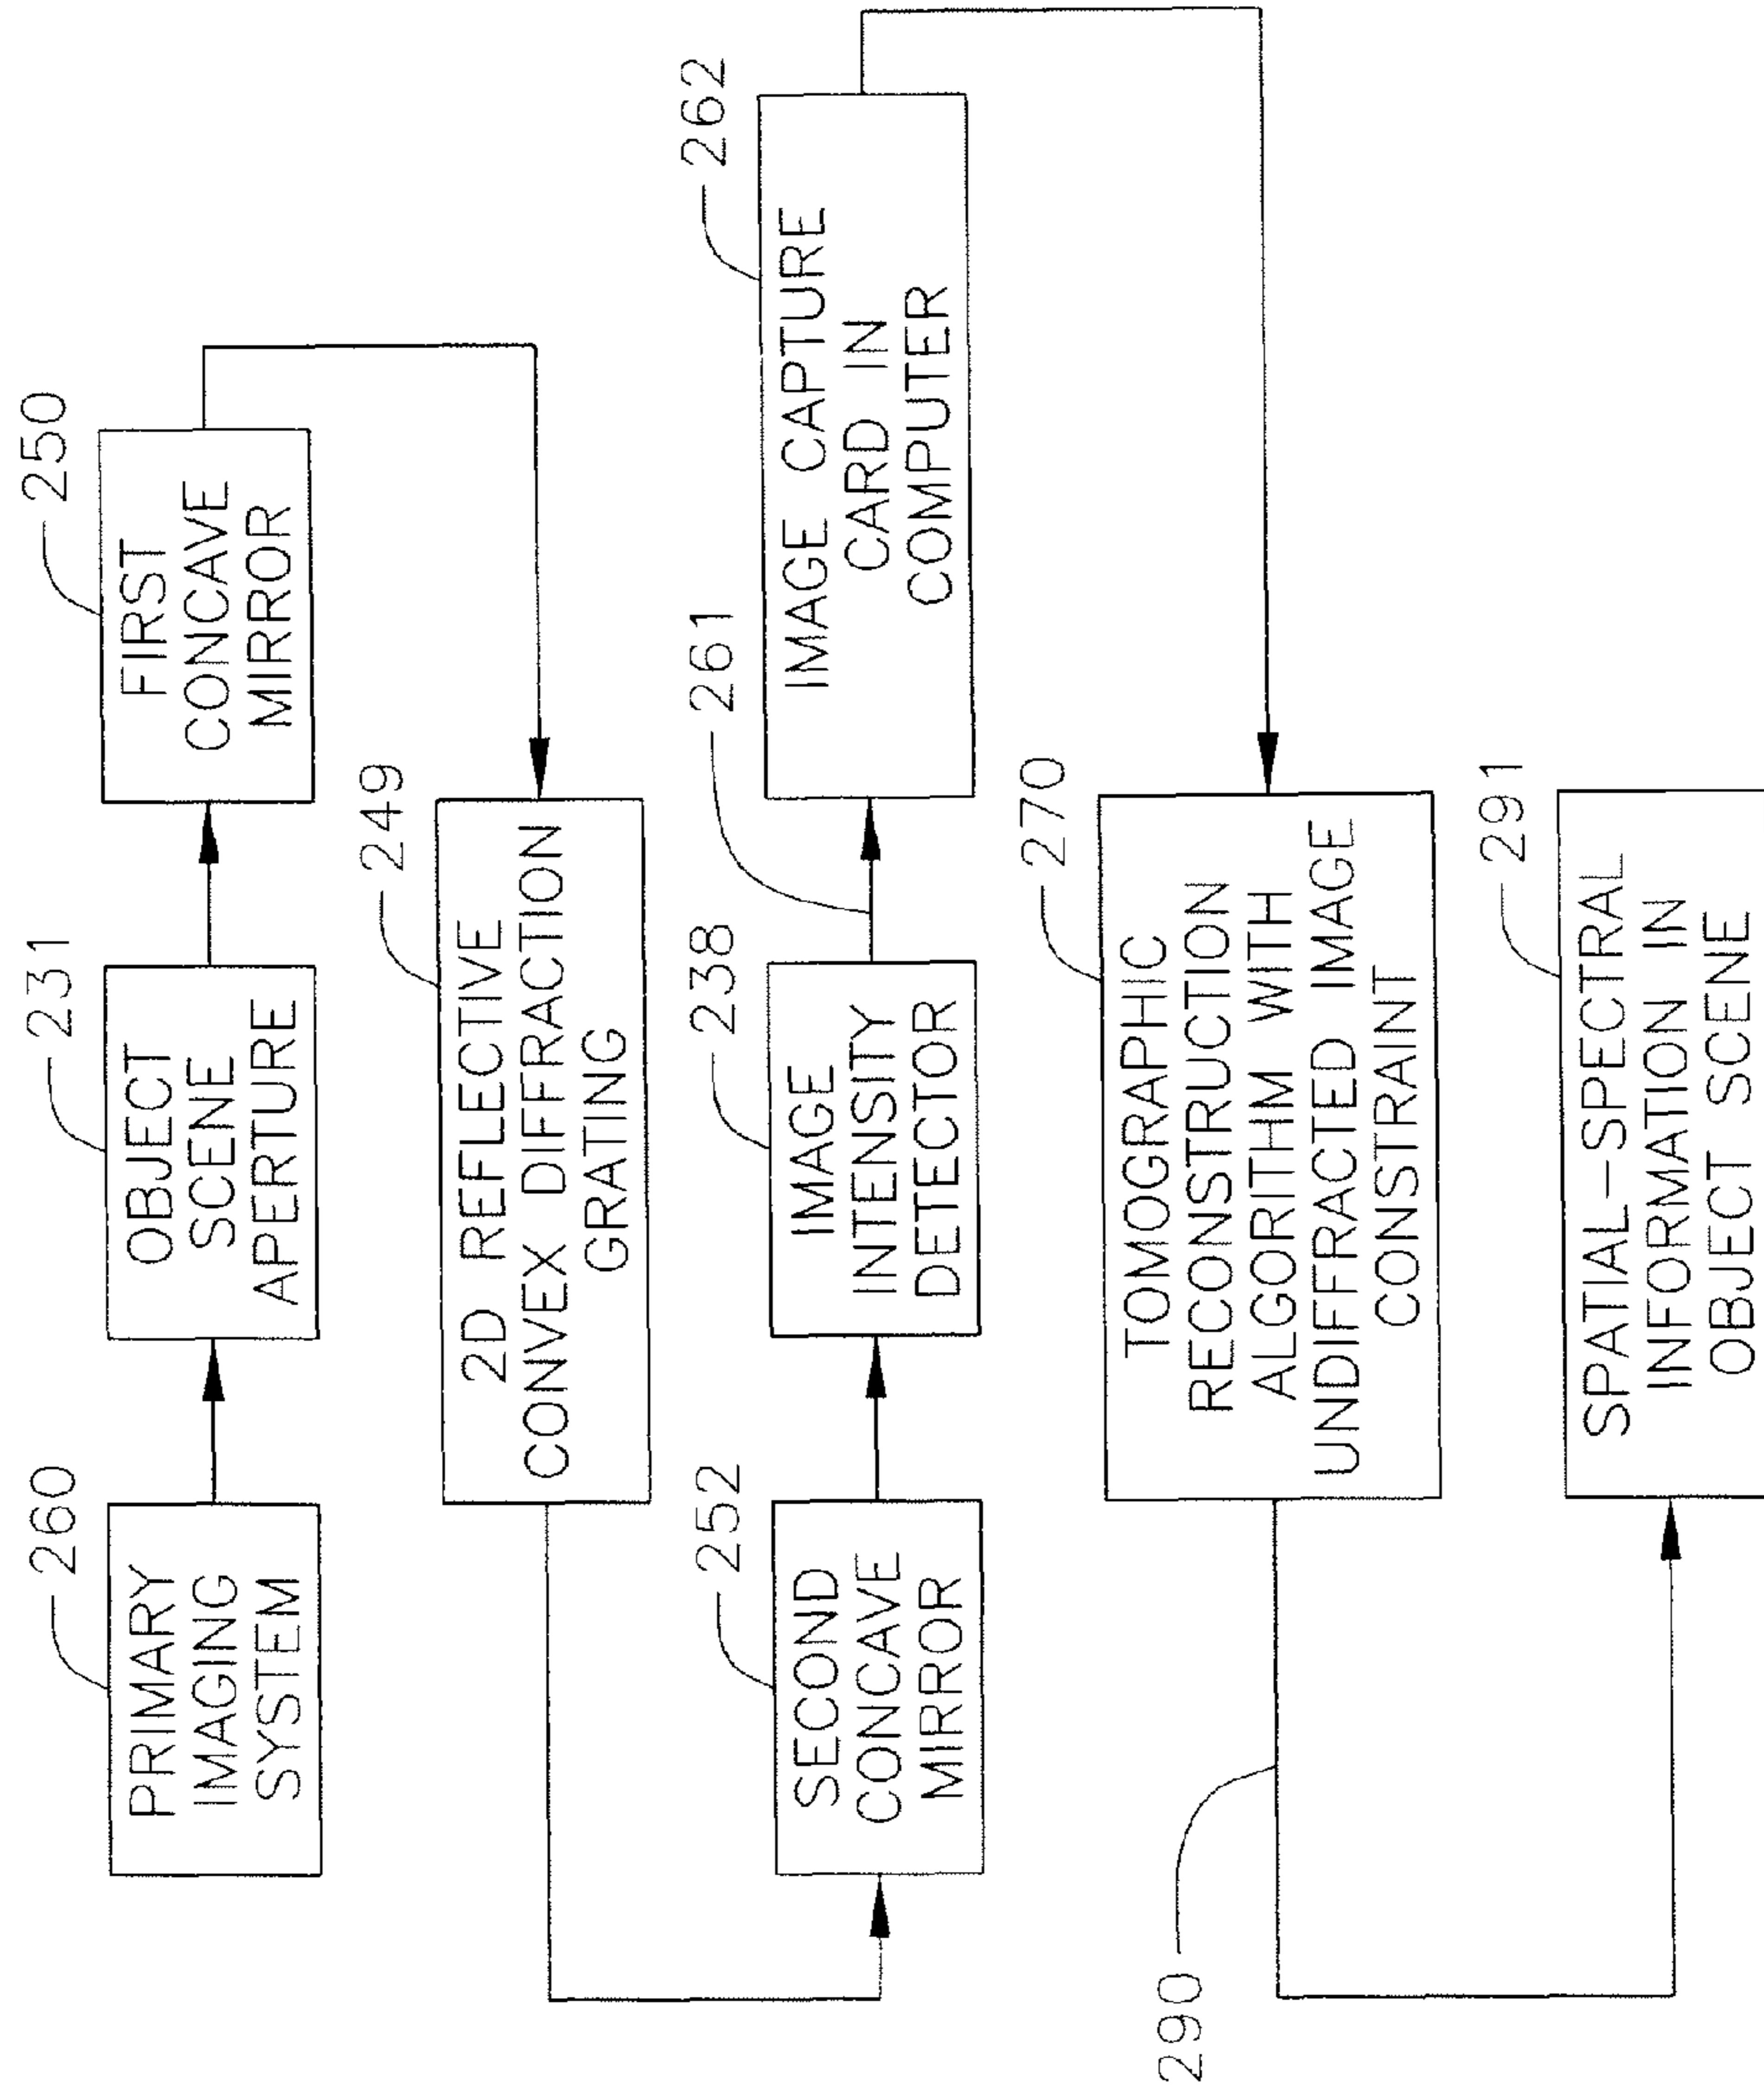 260
PRIMARY
IMAGING
SYSTEM
231
OBJECT
SCENE
APERTURE
250
FIRST
CONCAVE
MIRROR
249
2D REFLECTIVE
CONVEX DIFFRACTION
GRATING
252
SECOND
CONCAVE
MIRROR
238
IMAGE
INTENSITY
DETECTOR
261
262
IMAGE CAPTURE
CARD IN
COMPUTER
270
TOMOGRAPHIC
RECONSTRUCTION
ALGORITHM WITH
UNDIFFRACTED IMAGE
CONSTRAINT
290
291
SPATIAL-SPECTRAL
INFORMATION IN
OBJECT SCENE